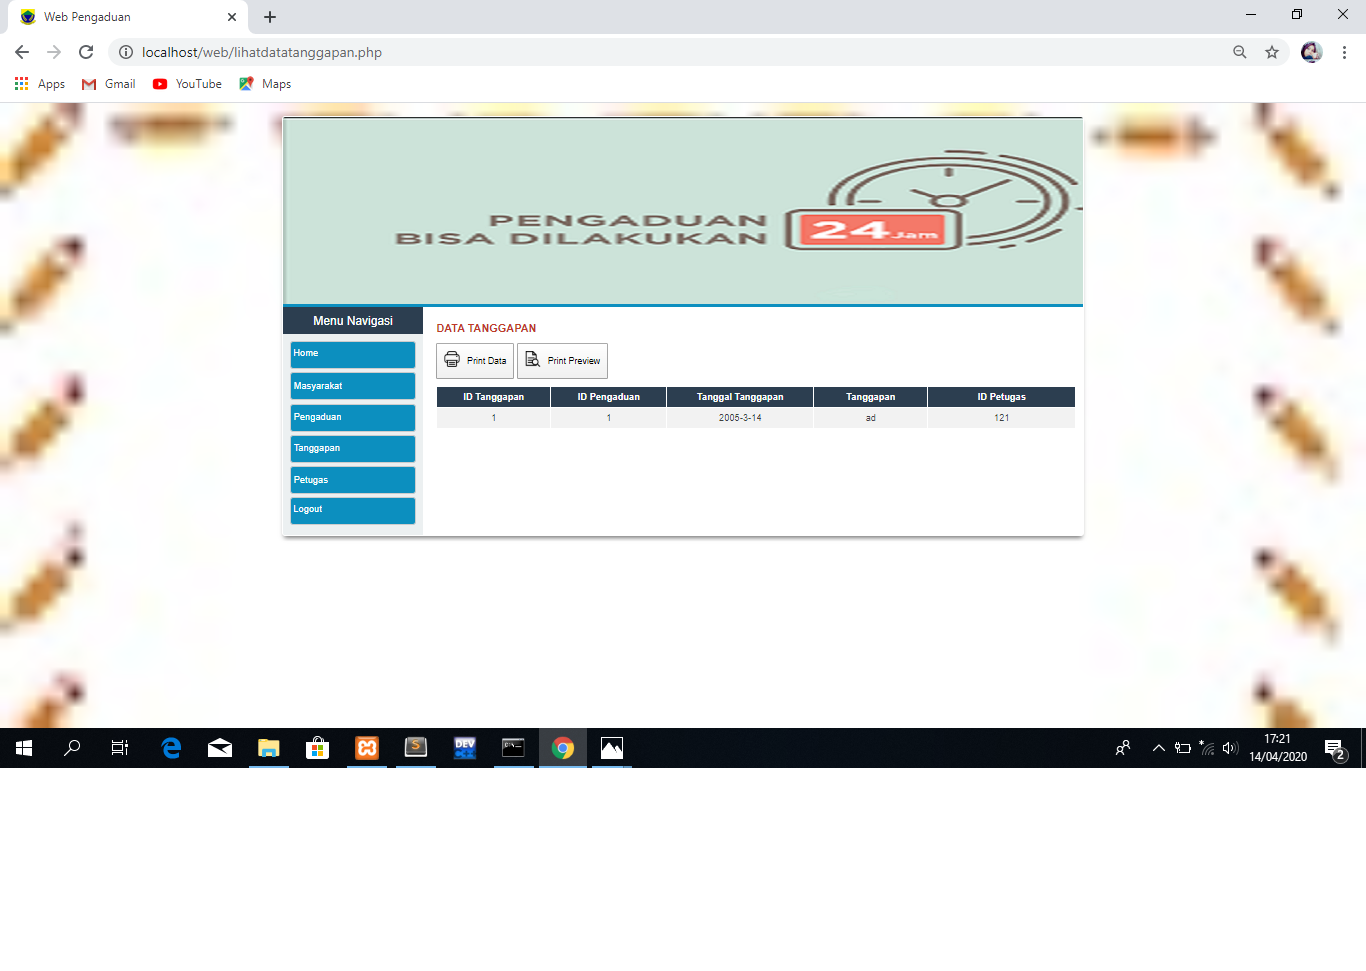 Web Pengaduan
localhost/web/lihatdatatanggapan.php
Apps Gmail YouTube Maps
PENGADUAN
BISA DILAKUKAN
24 Jam
Menu Navigasi
Home
Masyarakat
Pengaduan
Tanggapan
Petugas
Logout
DATA TANGGAPAN
Print Data Print Preview
ID Tanggapan ID Pengaduan Tanggal Tanggapan Tanggapan ID Petugas
1 1 2005-3-14 ad 121
S
DEV
C:\_
17:21
14/04/2020
2